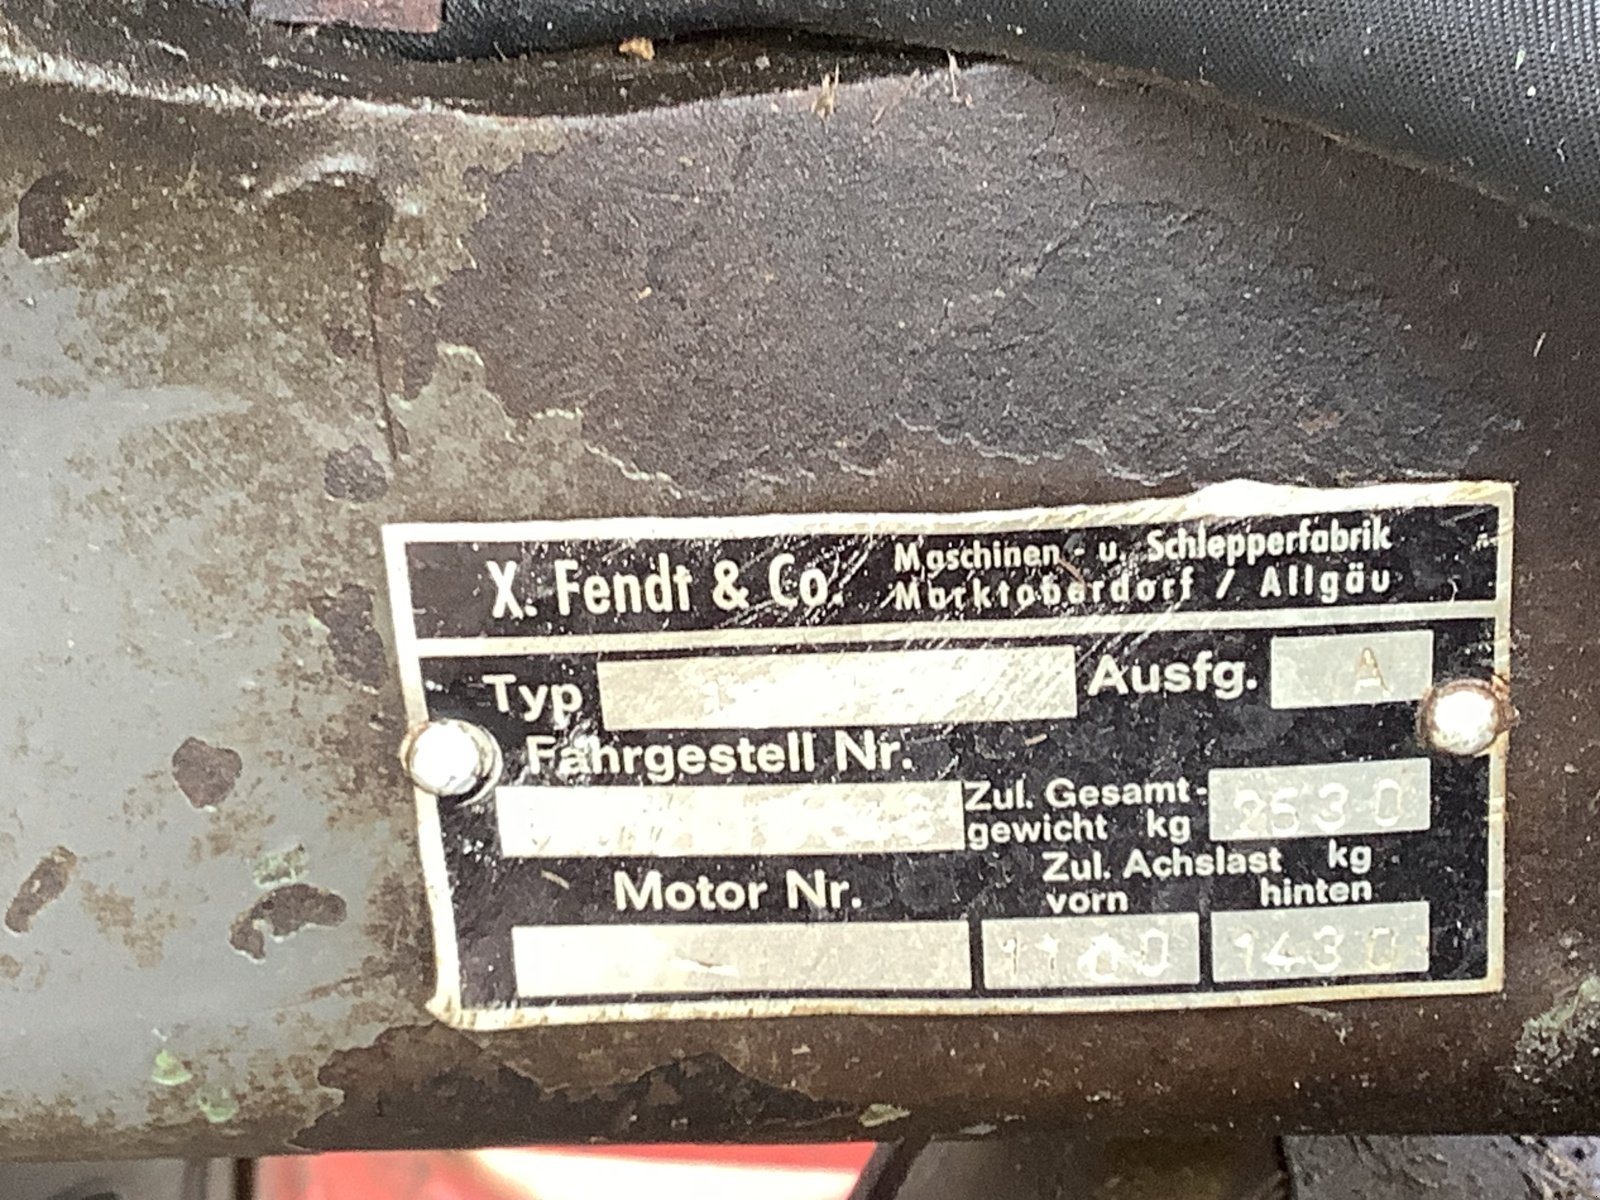 X. Fendt & Co. Maschinen- u. Schlepperfabrik
Marktoberdorf / Allgäu
Typ Ausfg. A
Fahrgestell Nr.
Zul. Gesamt-
gewicht kg 2530
Zul. Achslast kg
Motor Nr. vorn hinten
1100 1430